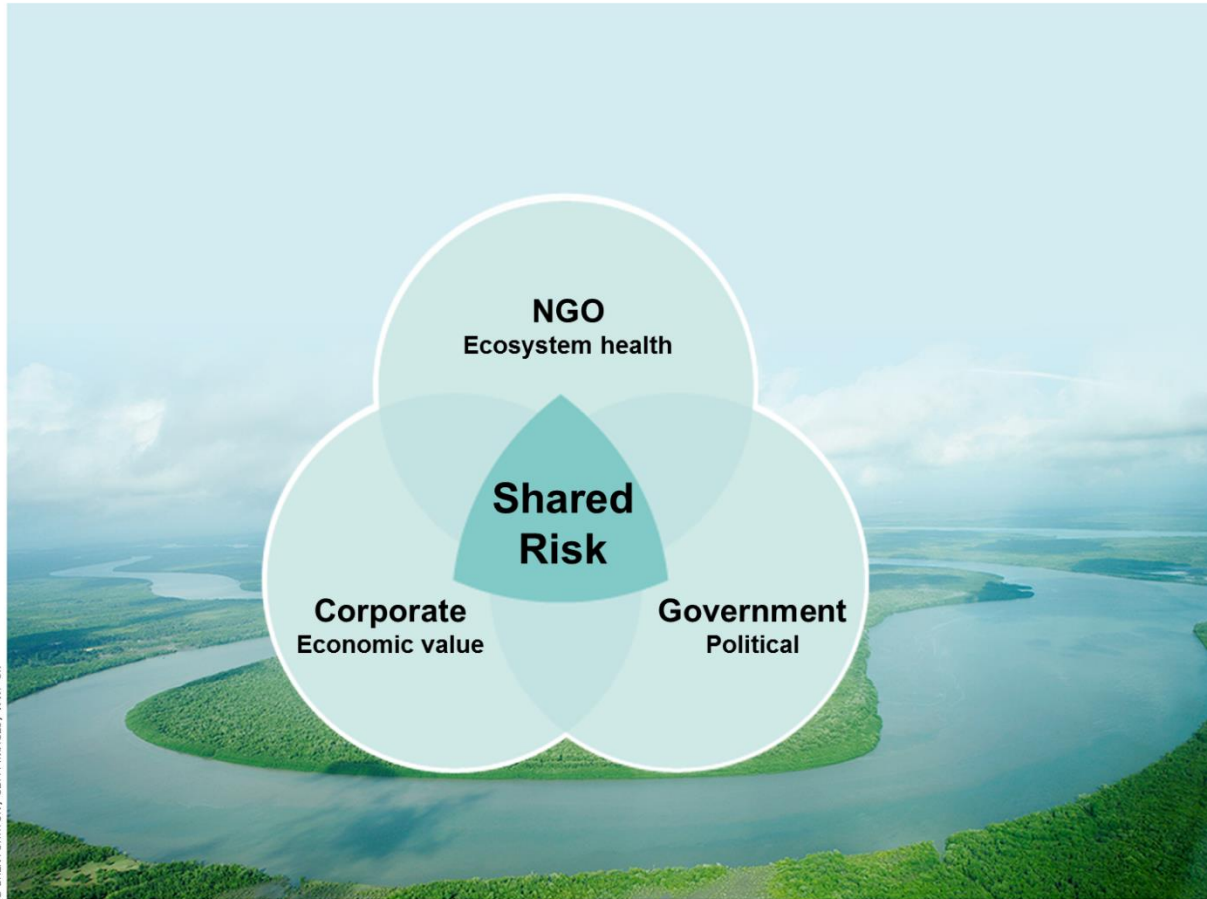 NGO
Ecosystem health
Shared
Risk
Corporate
Economic value
Government
Political